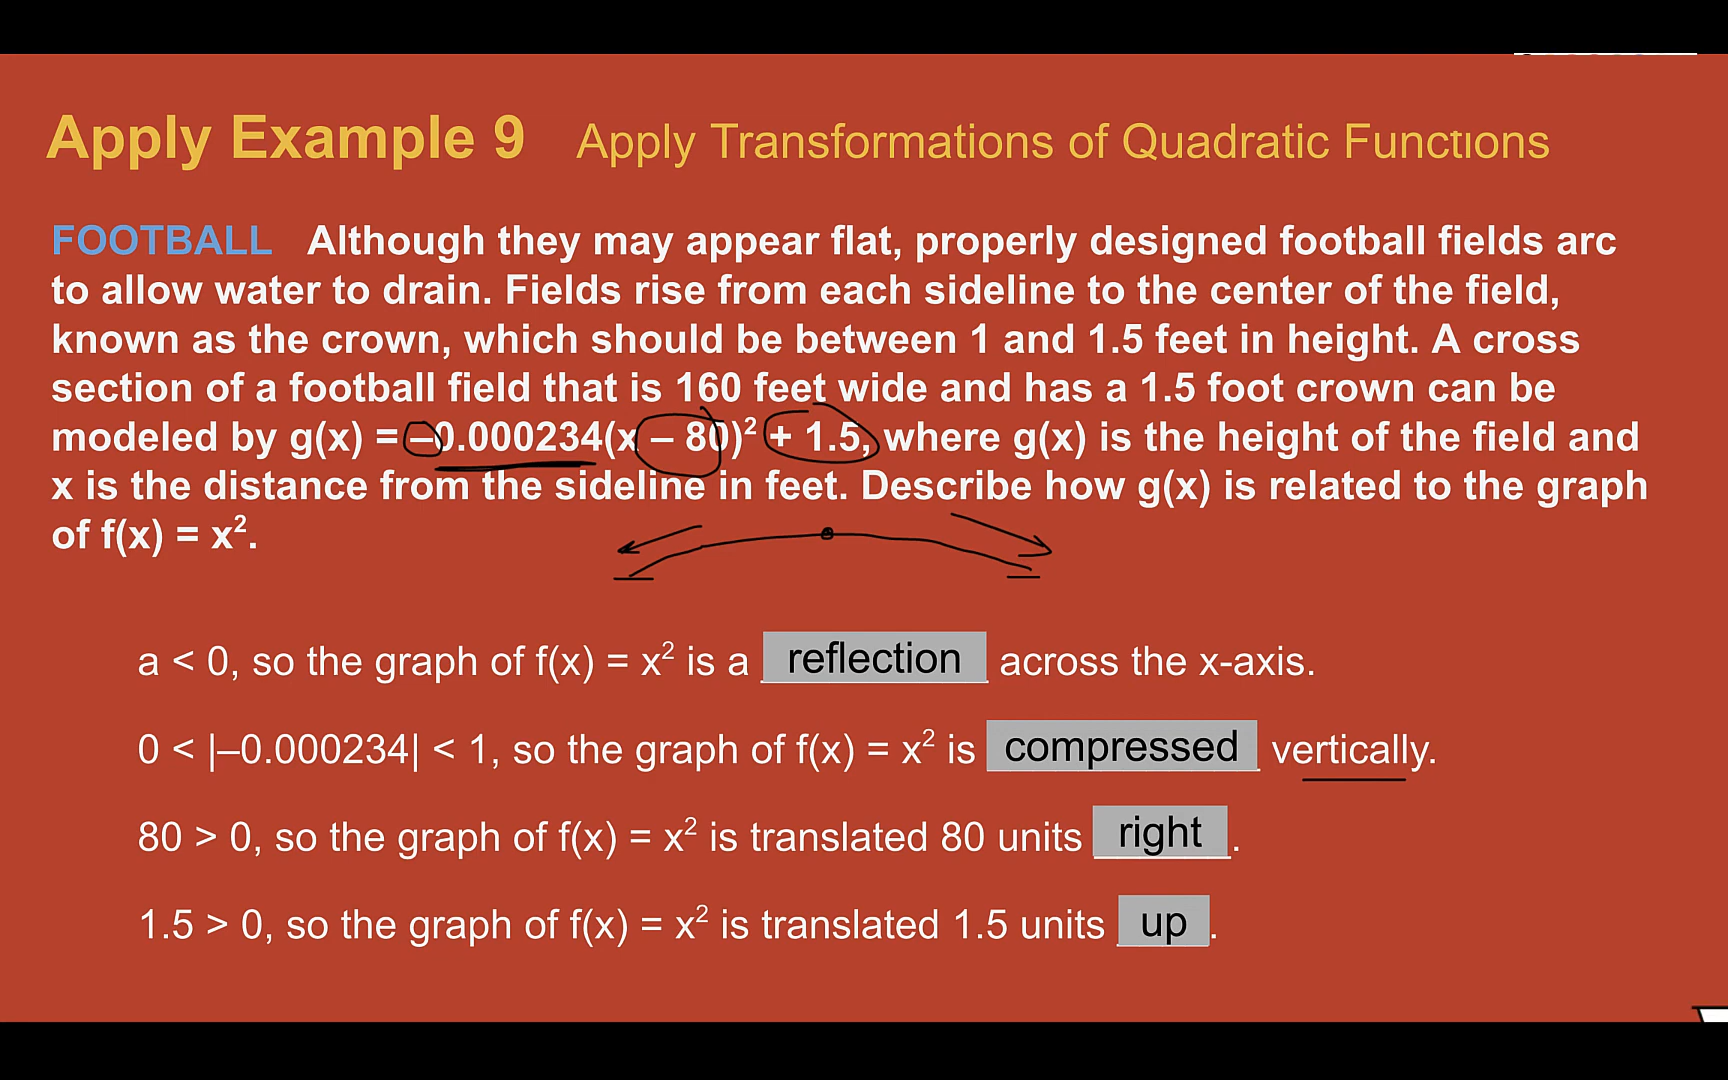 Apply Example 9 Apply Transformations of Quadratic Functions
FOOTBALL Although they may appear flat, properly designed football fields arc
to allow water to drain. Fields rise from each sideline to the center of the field,
known as the crown, which should be between 1 and 1.5 feet in height. A cross
section of a football field that is 160 feet wide and has a 1.5 foot crown can be
modeled by g(x) = –0.000234(x – 80)² + 1.5, where g(x) is the height of the field and
x is the distance from the sideline in feet. Describe how g(x) is related to the graph
of f(x) = x².
a < 0, so the graph of f(x) = x² is a reflection across the x-axis.
0 < |–0.000234| < 1, so the graph of f(x) = x² is compressed vertically.
80 > 0, so the graph of f(x) = x² is translated 80 units right.
1.5 > 0, so the graph of f(x) = x² is translated 1.5 units up.